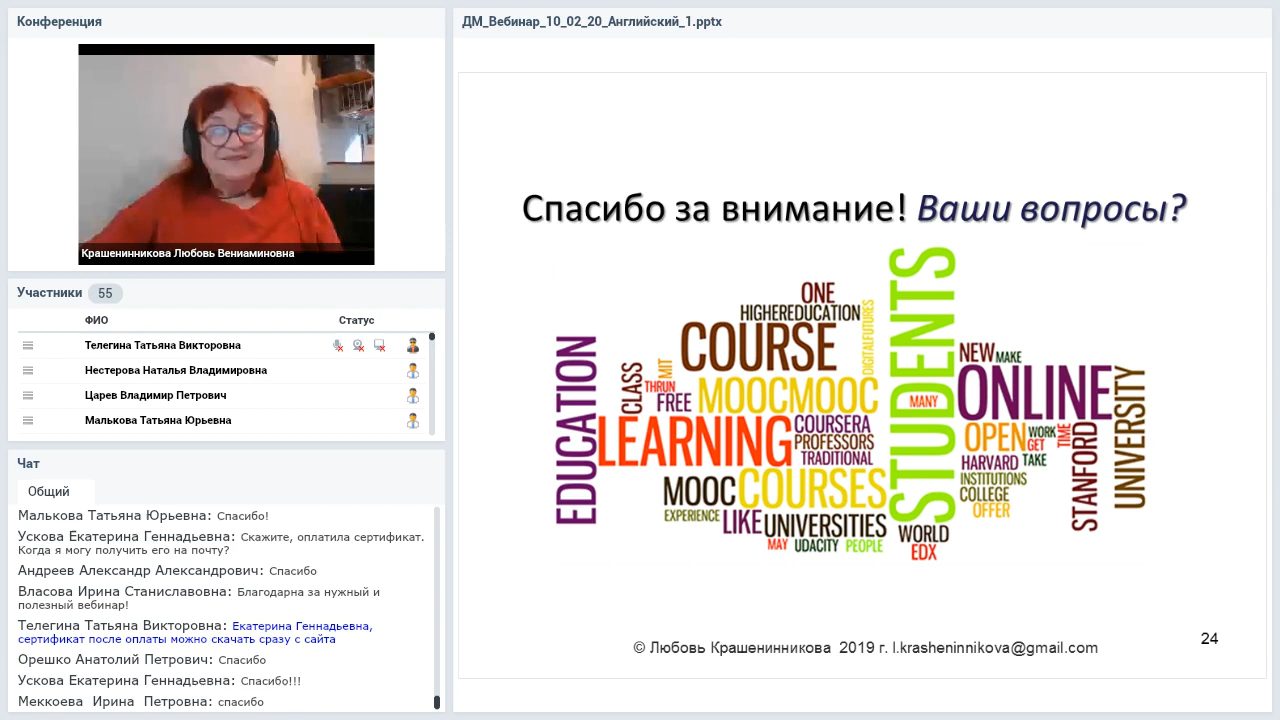 Конференция
Крашенинникова Любовь Вениаминовна
Участники 55
ФИО Статус
Телегина Татьяна Викторовна
Нестерова Наталья Владимировна
Царев Владимир Петрович
Малькова Татьяна Юрьевна
Чат
Общий
Малькова Татьяна Юрьевна: Спасибо!
Ускова Екатерина Геннадьевна: Скажите, оплатила сертификат.
Когда я могу получить его на почту?
Андреев Александр Александрович: Спасибо
Власова Ирина Станиславовна: Благодарна за нужный и
полезный вебинар!
Телегина Татьяна Викторовна: Екатерина Геннадьевна,
сертификат после оплаты можно скачать сразу с сайта
Орешко Анатолий Петрович: Спасибо
Ускова Екатерина Геннадьевна: Спасибо!!!
Меккоева Ирина Петровна: спасибо
ДМ_Вебинар_10_02_20_Английский_1.pptx
Спасибо за внимание! Ваши вопросы?
EDUCATION
CLASS
MIT
THRUN
FREE
ONE
HIGHEREDUCATION
COURSE
DIGITALFUTURES
MOOCMOOC
LEARNING
COURSERA
PROFESSORS
TRADITIONAL
MOOC
COURSES
EXPERIENCE
LIKE
UNIVERSITIES
MAY
UDACITY
PEOPLE
STUDENTS
MANY
WORLD
EDX
NEW
MAKE
ONLINE
OPEN
WORK
GET
TIME
HARVARD
TAKE
INSTITUTIONS
COLLEGE
OFFER
STANFORD
UNIVERSITY
© Любовь Крашенинникова 2019 г. l.krasheninnikova@gmail.com
24